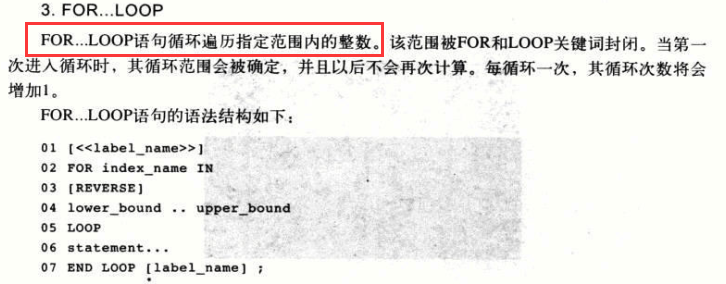 3. FOR...LOOP
FOR...LOOP语句循环遍历指定范围内的整数。该范围被FOR和LOOP关键词封闭。当第一
次进入循环时，其循环范围会被确定，并且以后不会再次计算。每循环一次，其循环次数将会
增加1。
FOR...LOOP语句的语法结构如下：
01 [<<label_name>>]
02 FOR index_name IN
03 [REVERSE]
04 lower_bound .. upper_bound
05 LOOP
06 statement...
07 END LOOP [label_name] ;